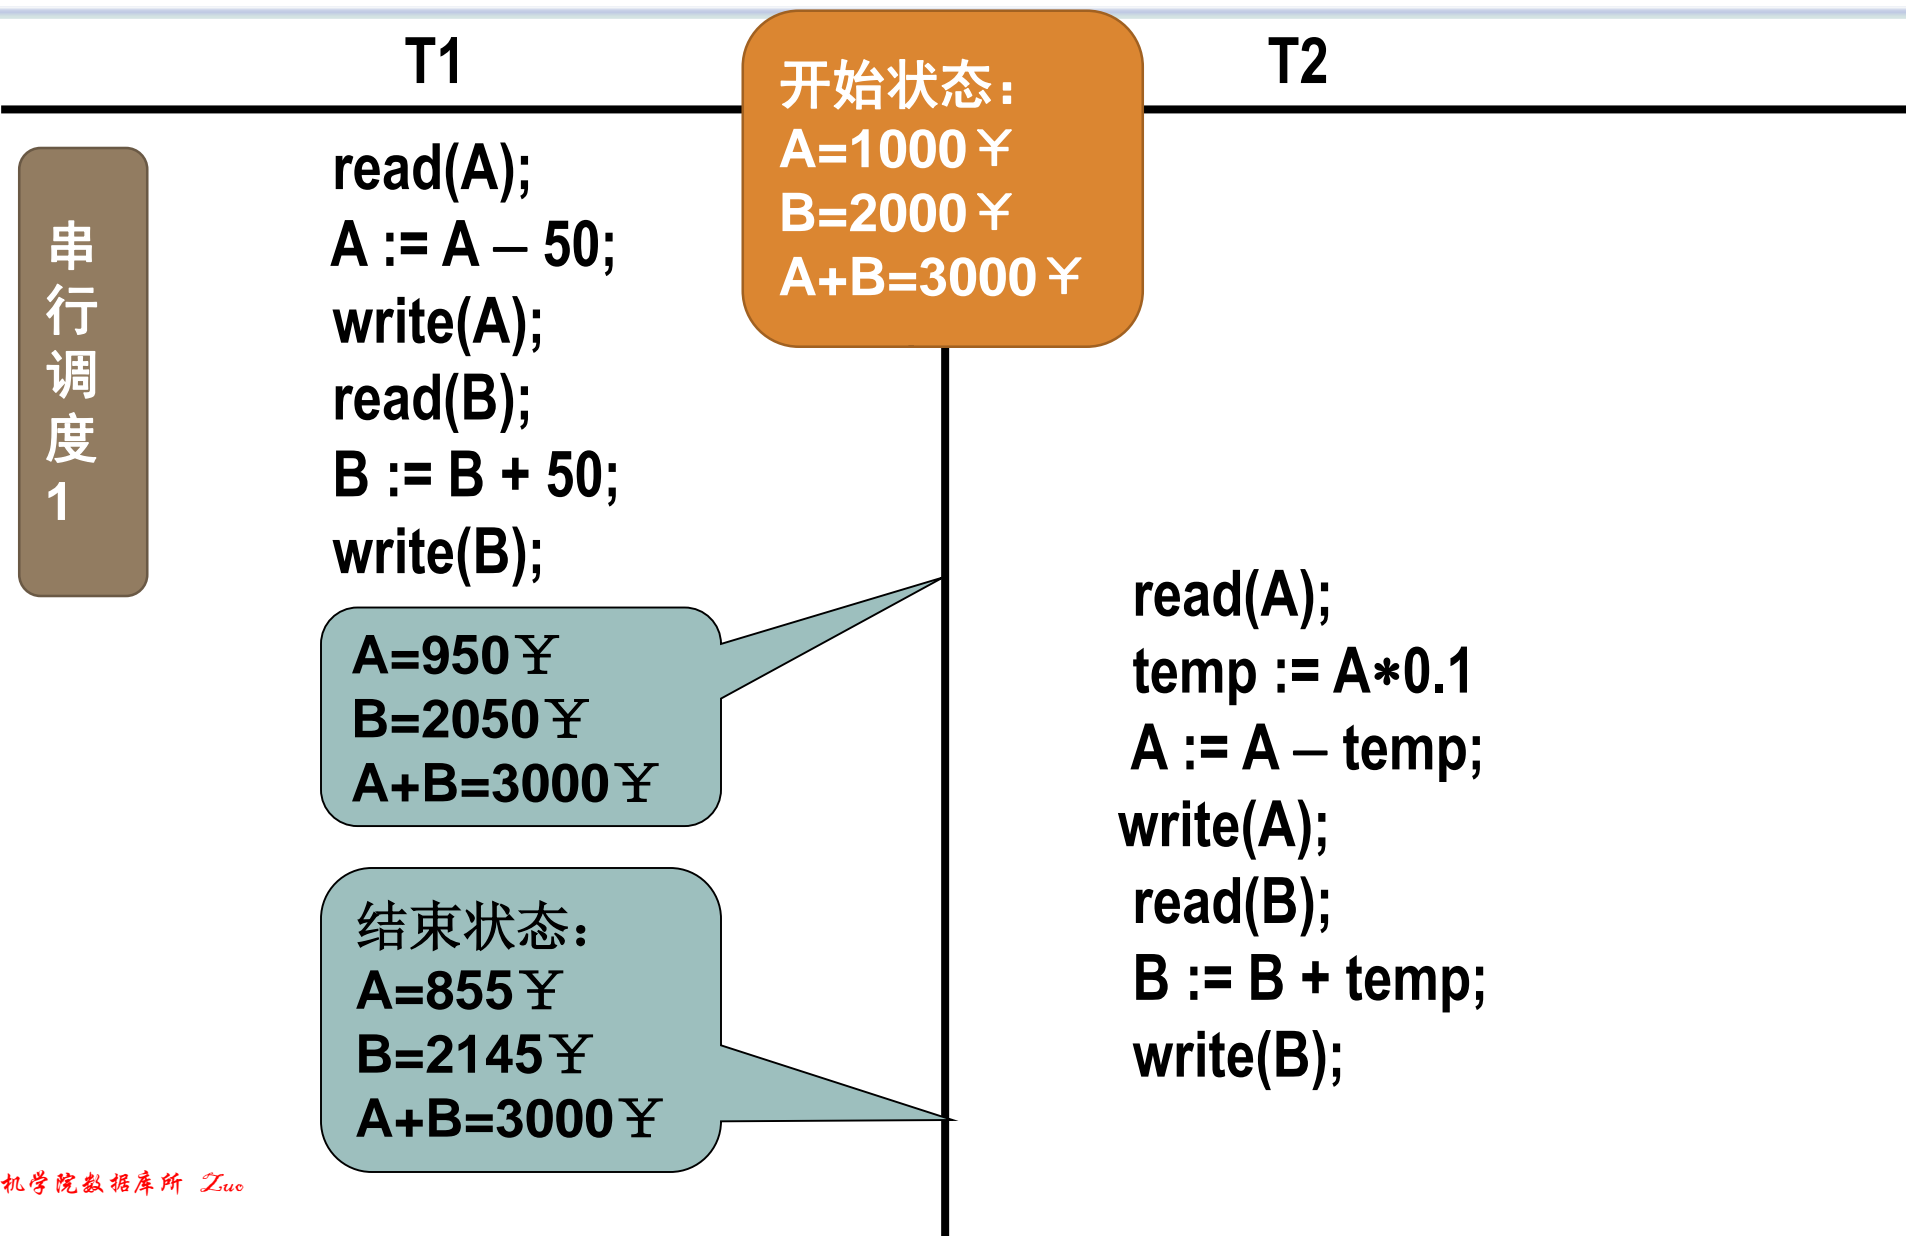 T1
T2
开始状态:
A=1000￥
B=2000￥
A+B=3000￥
串
行
调
度
1
read(A);
A := A – 50;
write(A);
read(B);
B := B + 50;
write(B);
A=950￥
B=2050￥
A+B=3000￥
read(A);
temp := A*0.1
A := A – temp;
write(A);
read(B);
B := B + temp;
write(B);
结束状态:
A=855￥
B=2145￥
A+B=3000￥
机学院数据库所 Zuo